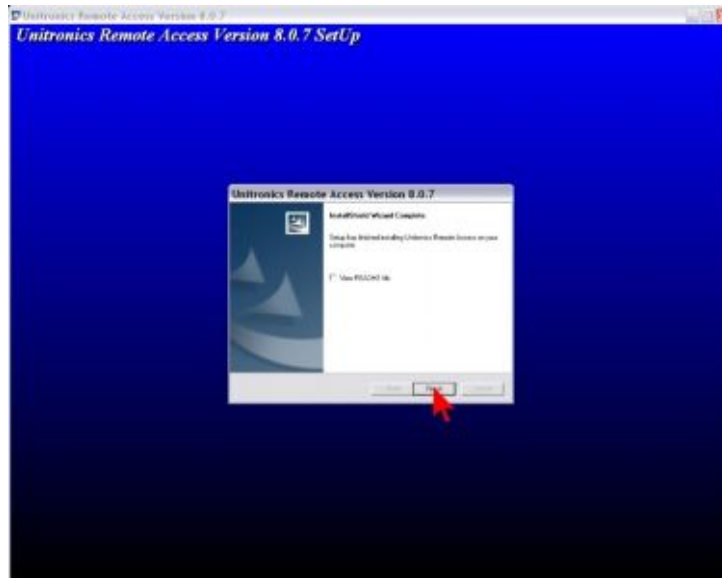 Unitronics Remote Access Version 8.0.7
Unitronics Remote Access Version 8.0.7 SetUp
Unitronics Remote Access Version 8.0.7
InstallShield Wizard Complete
Setup has finished installing Unitronics Remote Access on your
computer.
View README file
Finish